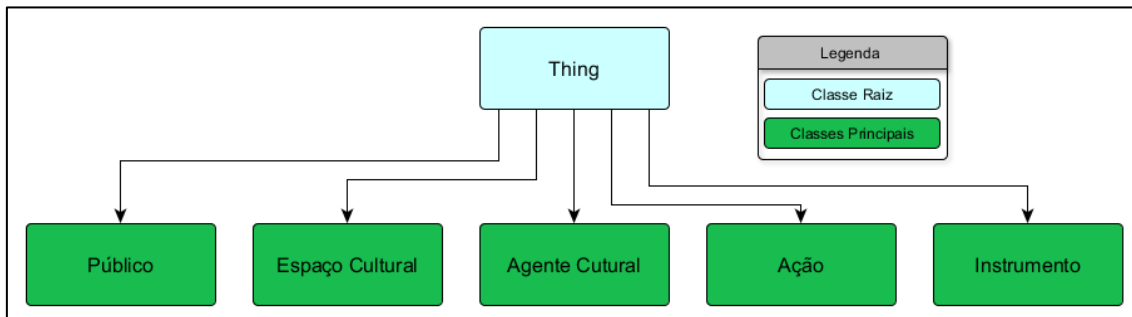 Thing
Legenda
Classe Raiz
Classes Principais
Público
Espaço Cultural
Agente Cutural
Ação
Instrumento